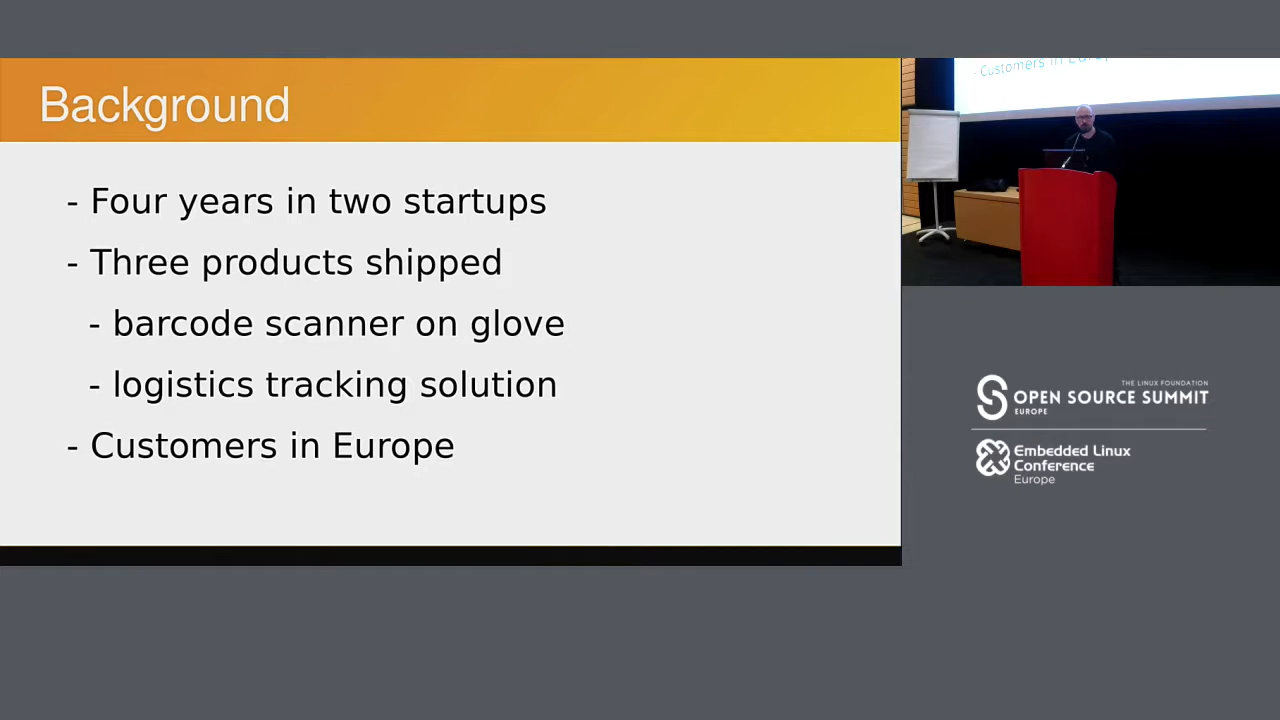 Background
- Four years in two startups
- Three products shipped
- barcode scanner on glove
- logistics tracking solution
- Customers in Europe
- Customers in Europe
THE LINUX FOUNDATION
OPEN SOURCE SUMMIT
EUROPE
Embedded Linux
Conference
Europe